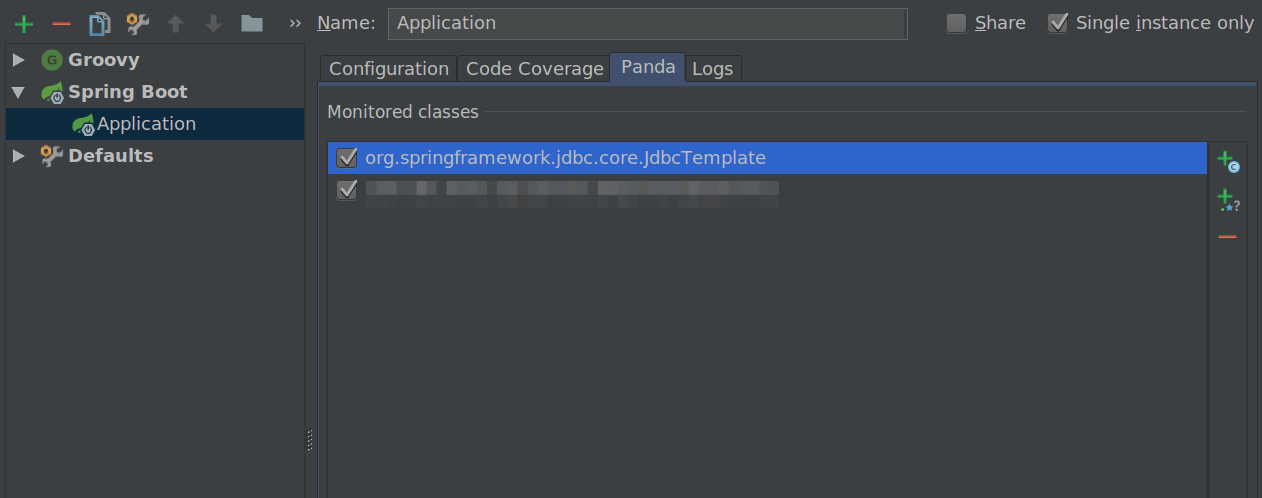 Name: Application Share Single instance only
Groovy
Spring Boot
Application
Defaults
Configuration Code Coverage Panda Logs
Monitored classes
org.springframework.jdbc.core.JdbcTemplate